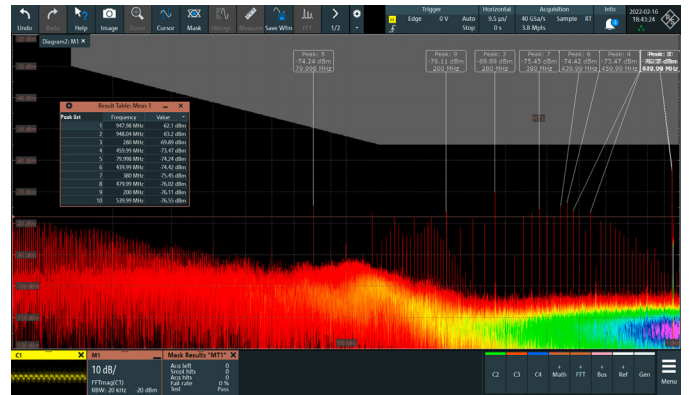 Trigger Horizontal Acquisition Info 2022-02-16
Edge 0 V Auto 9.5 µs/ 40 GSa/s Sample RT 18:43:24
Stop 0 s 3.8 Mpts
Undo Redo Help Image Zoom Cursor Mask Histogr. Measure Save Wfm FFT 1/2
Diagram2: M1 ×
Peak: 5 Peak: 9 Peak: 3 Peak: 7 Peak: 6 Peak: 4
-74.24 dBm -76.11 dBm -69.89 dBm -75.45 dBm -74.42 dBm -73.47 dBm
79.998 MHz 200 MHz 280 MHz 380 MHz 439.99 MHz 459.99 MHz
Result Table: Meas 1 _ ×
Peak list Frequency Value
1 947.98 MHz -62.1 dBm
2 948.04 MHz -63.2 dBm
3 280 MHz -69.89 dBm
4 459.99 MHz -73.47 dBm
5 79.998 MHz -74.24 dBm
6 439.99 MHz -74.42 dBm
7 380 MHz -75.45 dBm
8 479.99 MHz -76.02 dBm
9 200 MHz -76.11 dBm
10 539.99 MHz -76.55 dBm
MT1
C1 ×
M1
10 dB/
FFTmag(C1)
RBW: 20 kHz -20 dBm
Mask Results "MT1" ×
Acq left 0
Smpl hits 0
Acq hits 0
Fail rate 0 %
Test Pass
C2 C3 C4 + Math + FFT + Bus + Ref Gen Menu